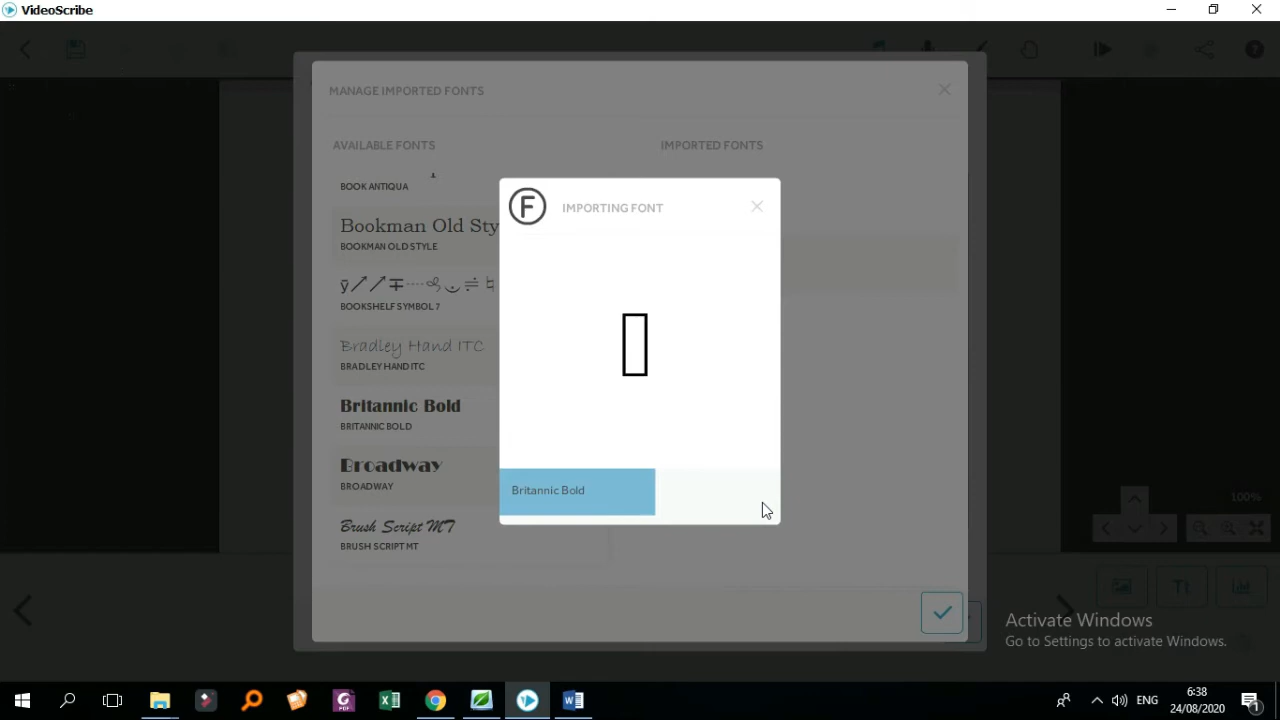 VideoScribe
MANAGE IMPORTED FONTS
AVAILABLE FONTS
IMPORTED FONTS
BOOK ANTIQUA
F
IMPORTING FONT
Bookman Old Sty
BOOKMAN OLD STYLE
BOOKSHELF SYMBOL 7
Bradley Hand ITC
BRADLEY HAND ITC
Britannic Bold
BRITANNIC BOLD
Broadway
BROADWAY
Britannic Bold
Brush Script MT
BRUSH SCRIPT MT
100%
Activate Windows
Go to Settings to activate Windows.
ENG
6:38
24/08/2020